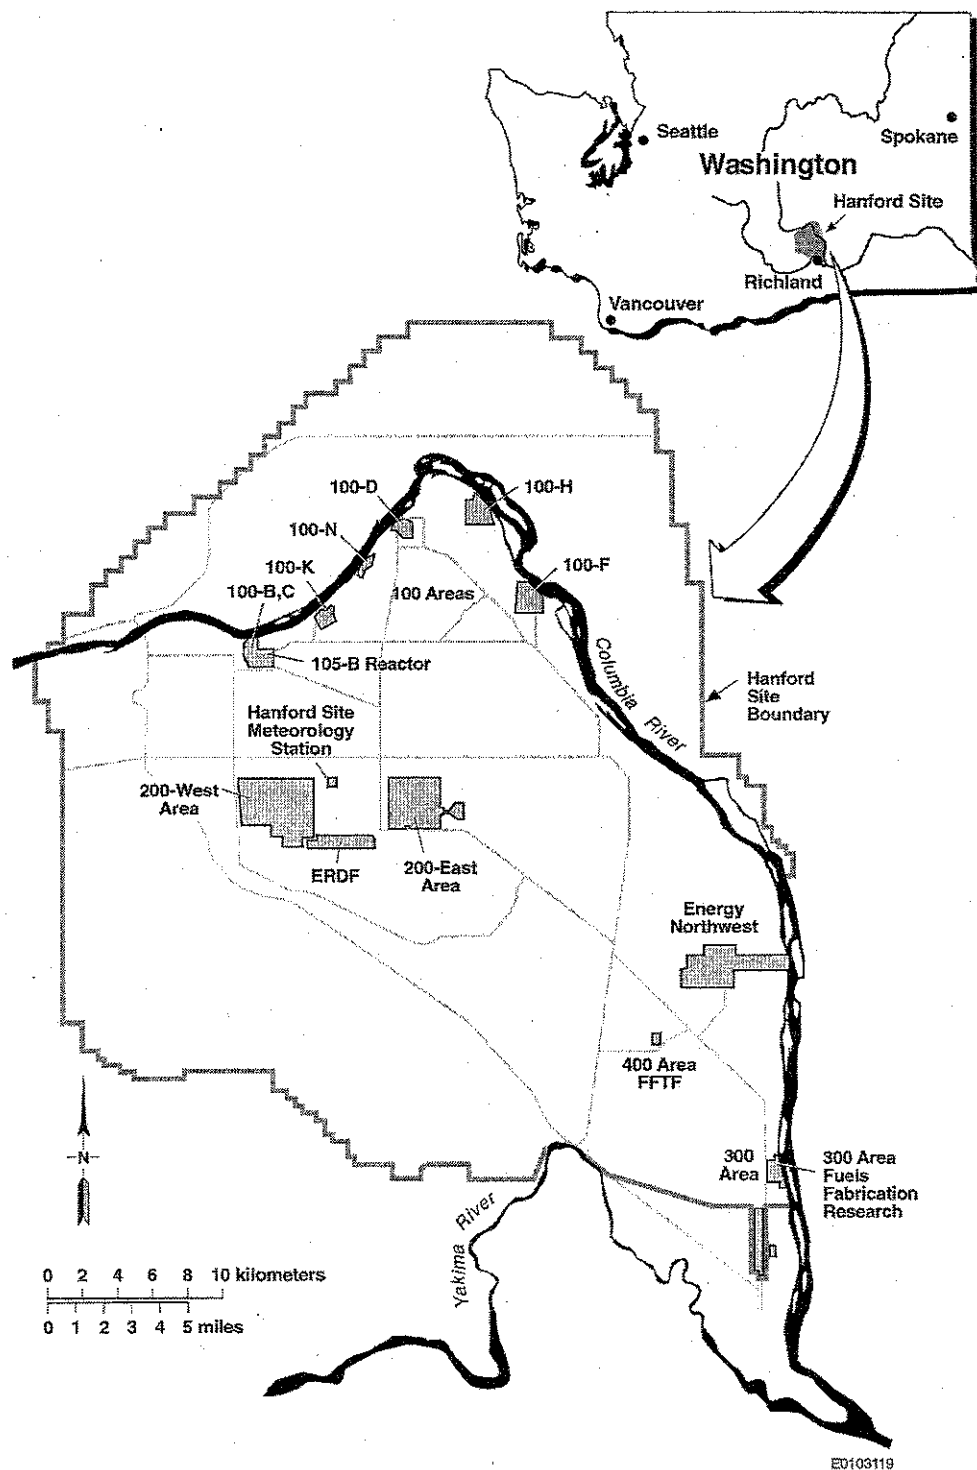 Seattle
Spokane
Washington
Hanford Site
Richland
Vancouver
100-D
100-H
100-N
100-K
100-F
100-B,C
100 Areas
105-B Reactor
Columbia River
Hanford
Site
Boundary
Hanford Site
Meteorology
Station
200-West
Area
ERDF
200-East
Area
Energy
Northwest
400 Area
FFTF
N
300
Area
300 Area
Fuels
Fabrication
Research
Yakima River
0 2 4 6 8 10 kilometers
0 1 2 3 4 5 miles
E0103119